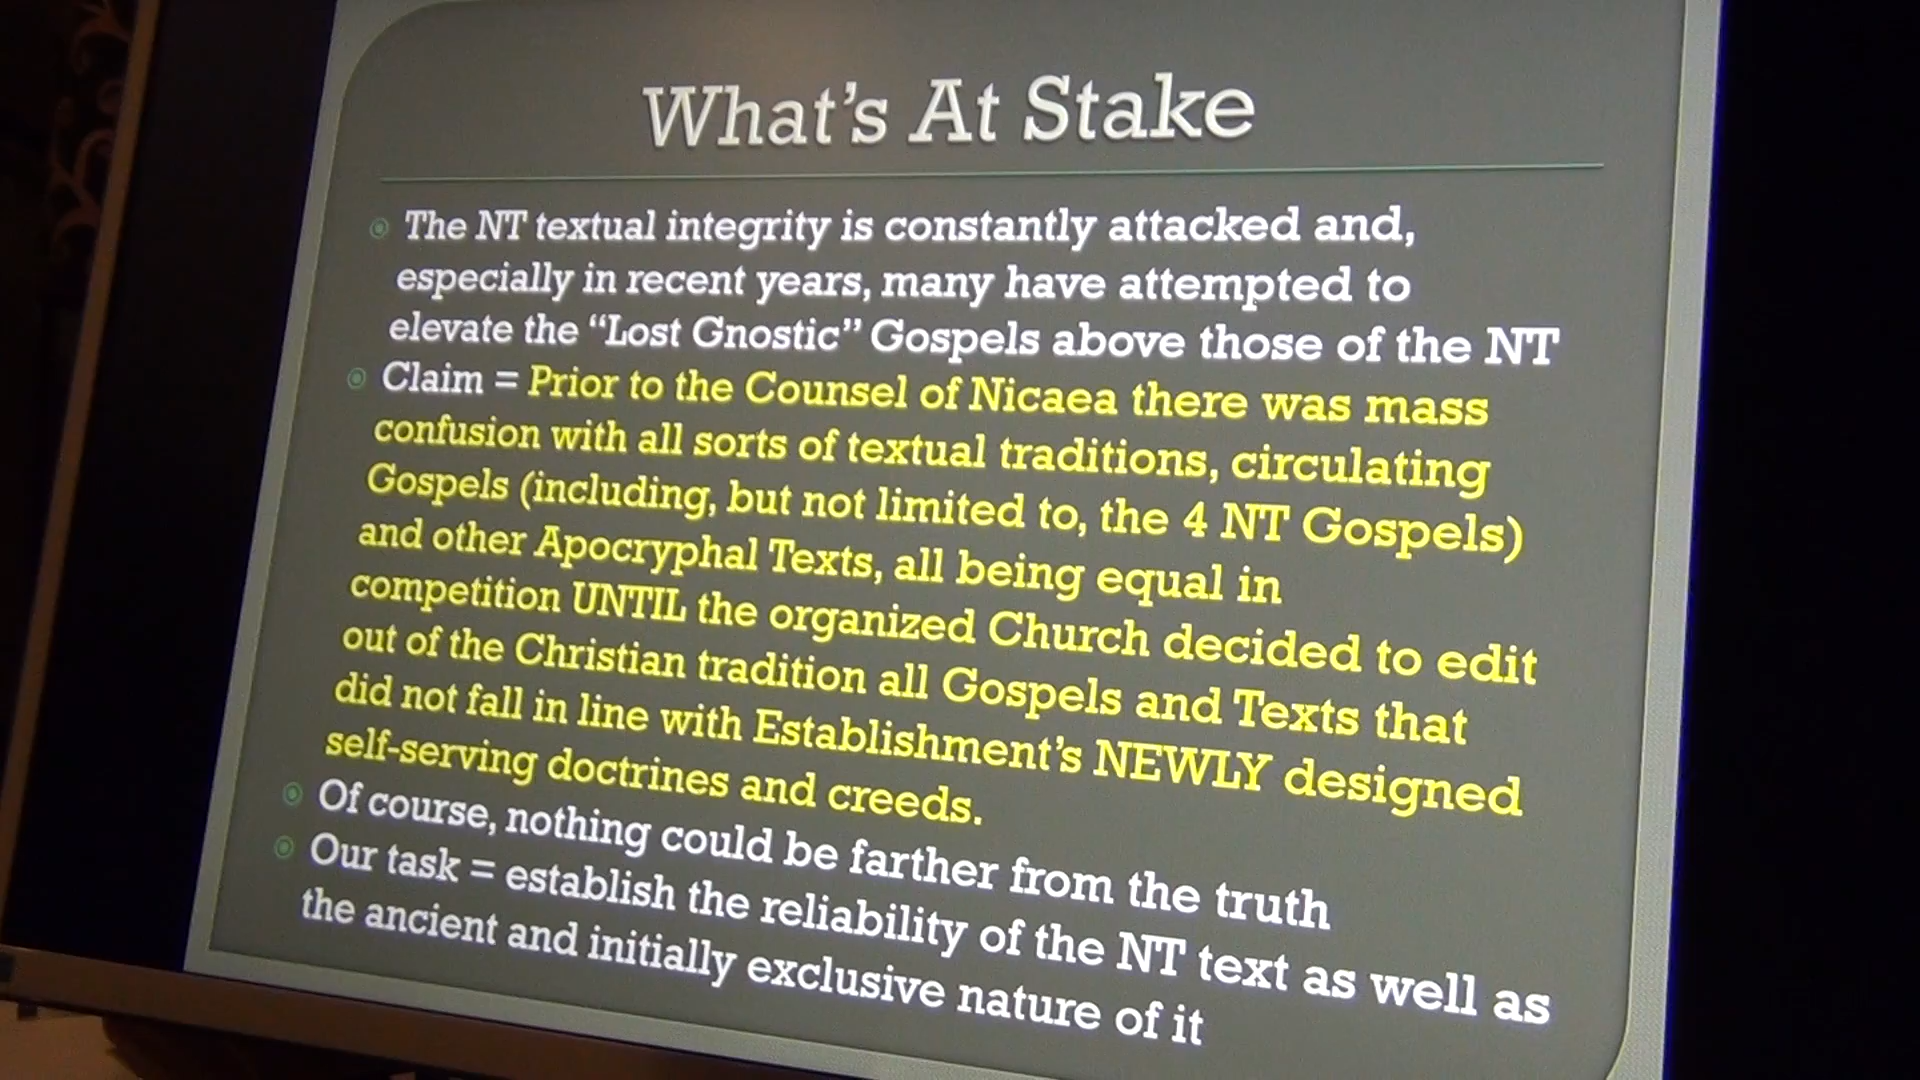 What's At Stake
The NT textual integrity is constantly attacked and,
especially in recent years, many have attempted to
elevate the “Lost Gnostic” Gospels above those of the NT
Claim = Prior to the Counsel of Nicaea there was mass
confusion with all sorts of textual traditions, circulating
Gospels (including, but not limited to, the 4 NT Gospels)
and other Apocryphal Texts, all being equal in
competition UNTIL the organized Church decided to edit
out of the Christian tradition all Gospels and Texts that
did not fall in line with Establishment's NEWLY designed
self-serving doctrines and creeds.
Of course, nothing could be farther from the truth
Our task = establish the reliability of the NT text as well as
the ancient and initially exclusive nature of it